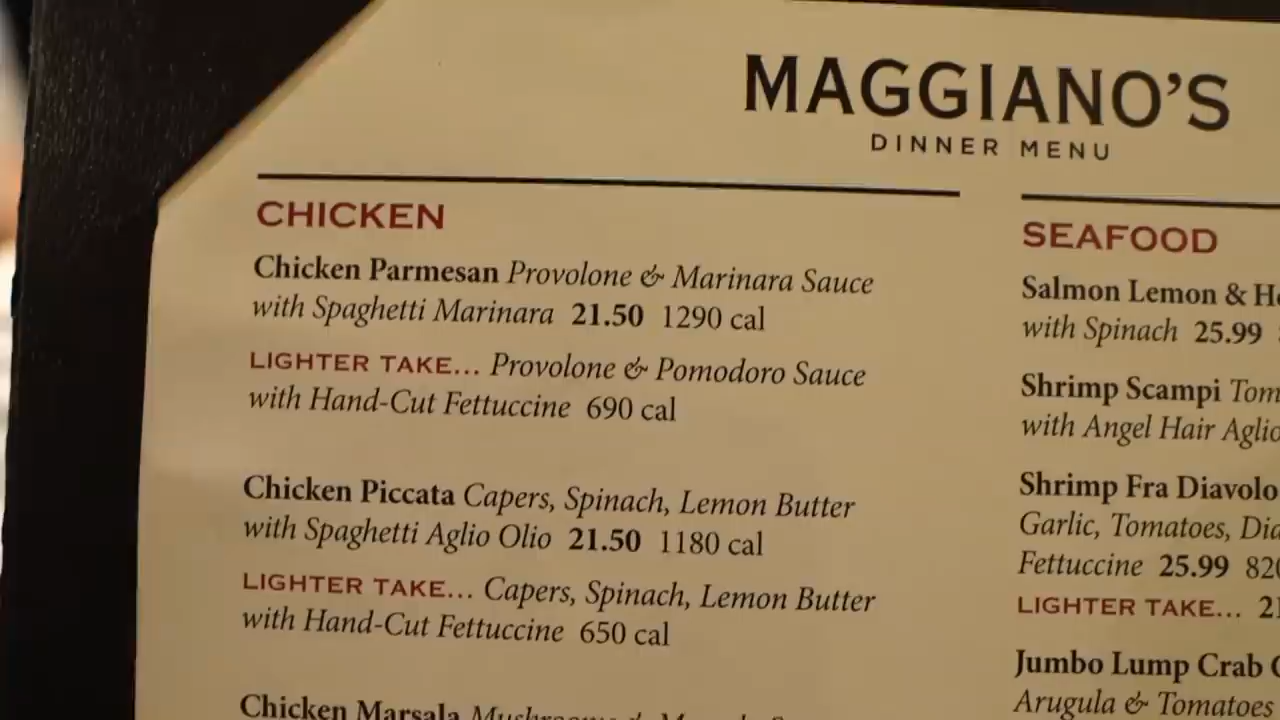 MAGGIANO'S
DINNER MENU
CHICKEN
Chicken Parmesan Provolone & Marinara Sauce
with Spaghetti Marinara 21.50 1290 cal
LIGHTER TAKE... Provolone & Pomodoro Sauce
with Hand-Cut Fettuccine 690 cal
Chicken Piccata Capers, Spinach, Lemon Butter
with Spaghetti Aglio Olio 21.50 1180 cal
LIGHTER TAKE... Capers, Spinach, Lemon Butter
with Hand-Cut Fettuccine 650 cal
Chicken Marsala
SEAFOOD
Salmon Lemon &
with Spinach 25.99
Shrimp Scampi
with Angel Hair Aglio
Shrimp Fra Diavolo
Garlic, Tomatoes,
Fettuccine 25.99
LIGHTER TAKE...
Jumbo Lump Crab
Arugula & Tomatoes